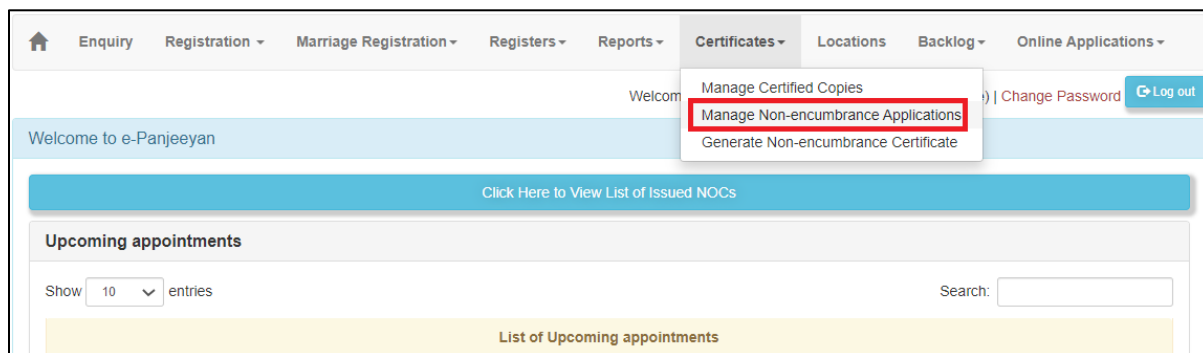 Enquiry Registration Marriage Registration Registers Reports Certificates Locations Backlog Online Applications
Manage Certified Copies
Manage Non-encumbrance Applications
Generate Non-encumbrance Certificate
Welcom ) | Change Password Log out
Welcome to e-Panjeeyan
Click Here to View List of Issued NOCs
Upcoming appointments
Show 10 entries Search:
List of Upcoming appointments